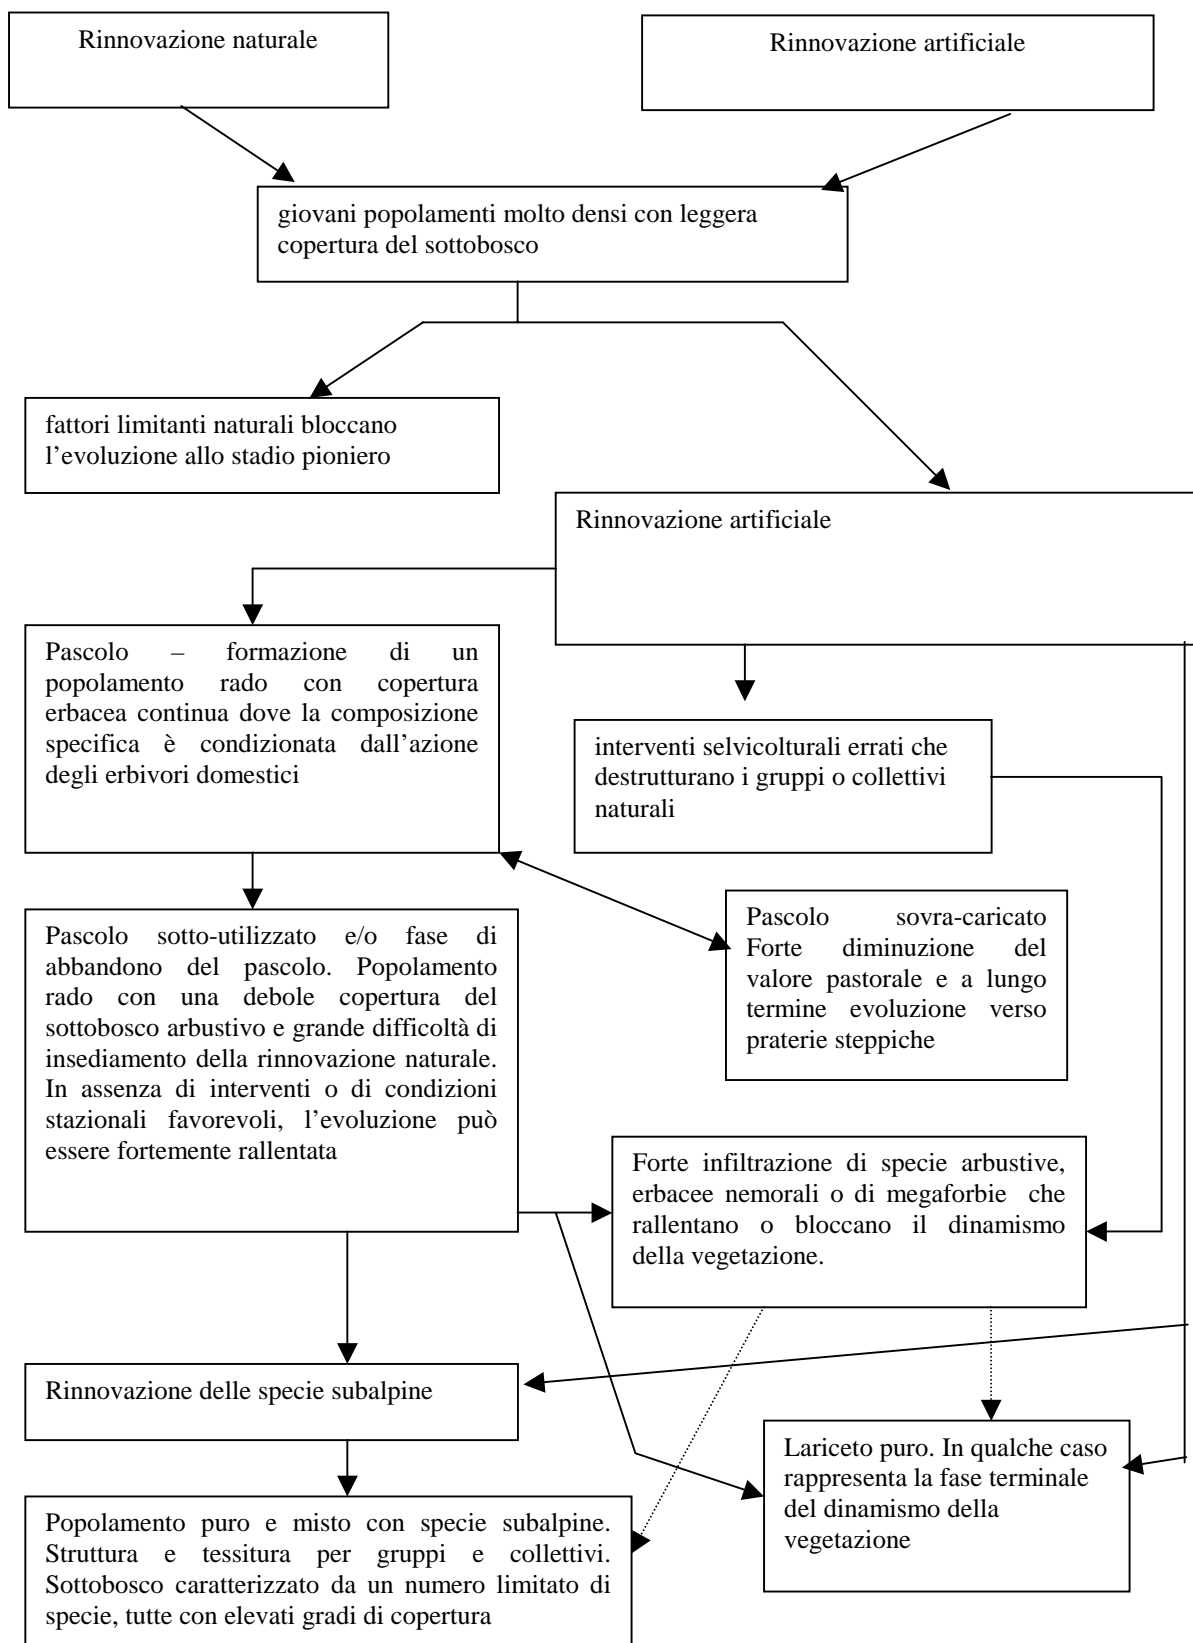 Rinnovazione naturale
Rinnovazione artificiale
giovani popolamenti molto densi con leggera
copertura del sottobosco
fattori limitanti naturali bloccano
l’evoluzione allo stadio pioniero
Rinnovazione artificiale
Pascolo – formazione di un
popolamento rado con copertura
erbacea continua dove la composizione
specifica è condizionata dall’azione
degli erbivori domestici
interventi selvicolturali errati che
destrutturano i gruppi o collettivi
naturali
Pascolo sovra-caricato
Forte diminuzione del
valore pastorale e a lungo
termine evoluzione verso
praterie steppiche
Pascolo sotto-utilizzato e/o fase di
abbandono del pascolo. Popolamento
rado con una debole copertura del
sottobosco arbustivo e grande difficoltà di
insediamento della rinnovazione naturale.
In assenza di interventi o di condizioni
stazionali favorevoli, l’evoluzione può
essere fortemente rallentata
Forte infiltrazione di specie arbustive,
erbacee nemorali o di megaforbie che
rallentano o bloccano il dinamismo
della vegetazione.
Rinnovazione delle specie subalpine
Lariceto puro. In qualche caso
rappresenta la fase terminale
del dinamismo della
vegetazione
Popolamento puro e misto con specie subalpine.
Struttura e tessitura per gruppi e collettivi.
Sottobosco caratterizzato da un numero limitato di
specie, tutte con elevati gradi di copertura